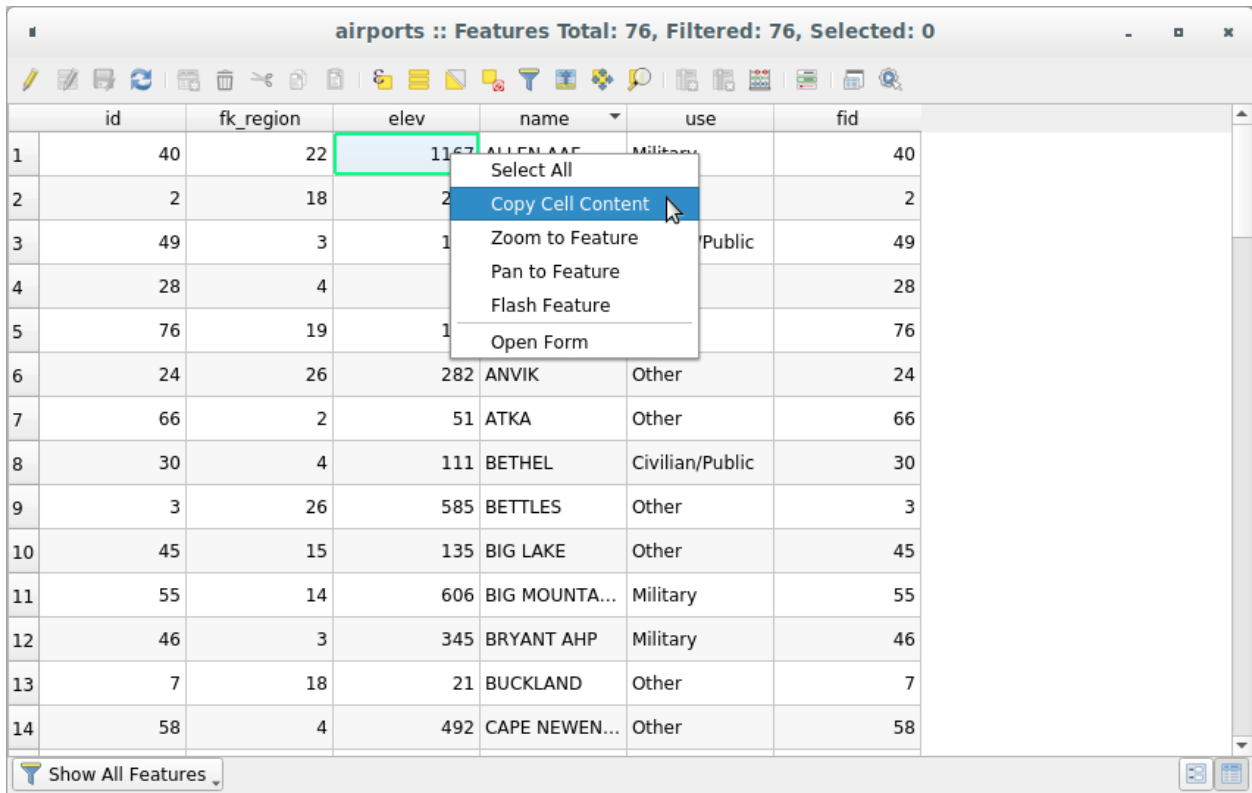 airports :: Features Total: 76, Filtered: 76, Selected: 0
id fk_region elev name use fid
1 40 22 1167 ALLEN AAF Military 40
Select All
2 2 18 2 2
Copy Cell Content
3 49 3 1 /Public 49
Zoom to Feature
4 28 4 28
Pan to Feature
Flash Feature
5 76 19 1 76
Open Form
6 24 26 282 ANVIK Other 24
7 66 2 51 ATKA Other 66
8 30 4 111 BETHEL Civilian/Public 30
9 3 26 585 BETTLES Other 3
10 45 15 135 BIG LAKE Other 45
11 55 14 606 BIG MOUNTA... Military 55
12 46 3 345 BRYANT AHP Military 46
13 7 18 21 BUCKLAND Other 7
14 58 4 492 CAPE NEWEN... Other 58
Show All Features